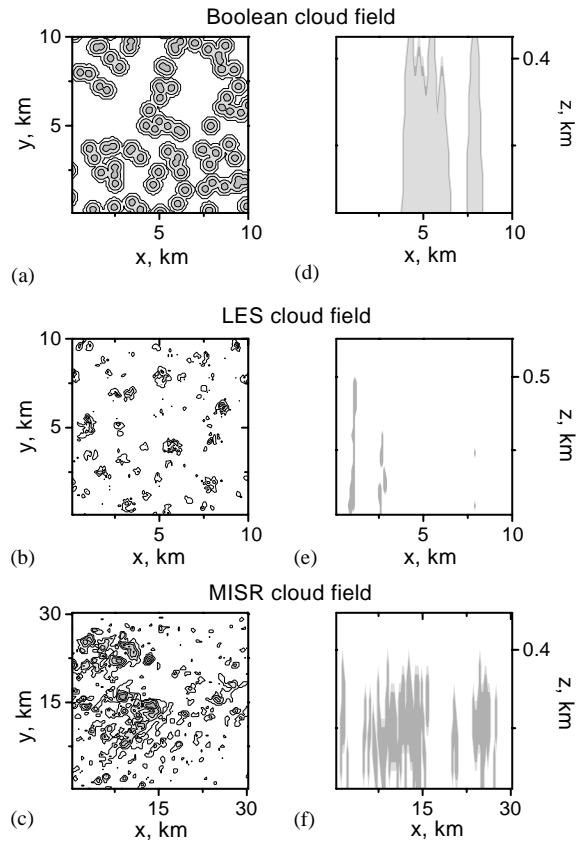 Boolean cloud field
10
5
y, km
5
10
x, km
(a)
0.4
z, km
5
10
x, km
(d)
LES cloud field
10
5
y, km
5
10
x, km
(b)
0.5
z, km
5
10
x, km
(e)
MISR cloud field
30
15
y, km
15
30
x, km
(c)
0.4
z, km
15
30
x, km
(f)